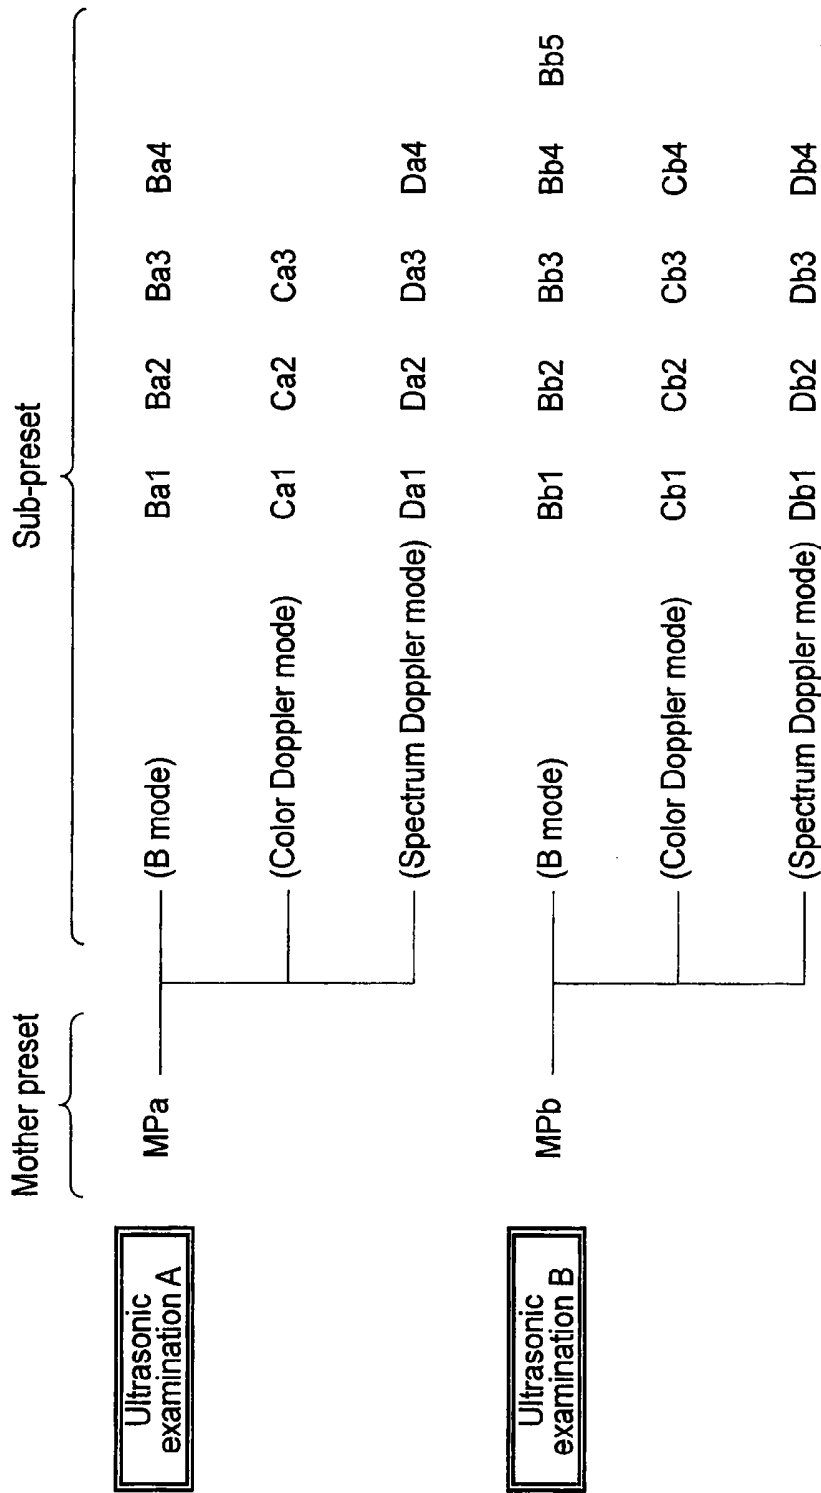 Mother preset
Sub-preset
Ultrasonic
examination A
MPa
(B mode) Ba1 Ba2 Ba3 Ba4
(Color Doppler mode) Ca1 Ca2 Ca3
(Spectrum Doppler mode) Da1 Da2 Da3 Da4
Ultrasonic
examination B
MPb
(B mode) Bb1 Bb2 Bb3 Bb4 Bb5
(Color Doppler mode) Cb1 Cb2 Cb3 Cb4
(Spectrum Doppler mode) Db1 Db2 Db3 Db4